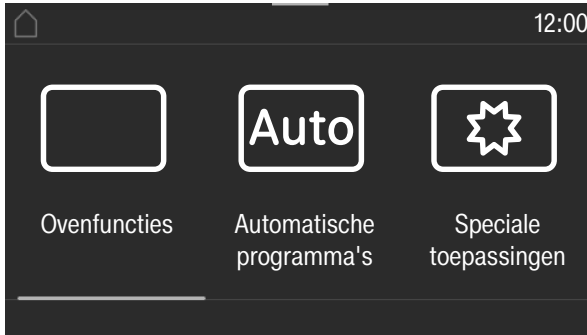 12:00
Auto
Ovenfuncties
Automatische
programma's
Speciale
toepassingen